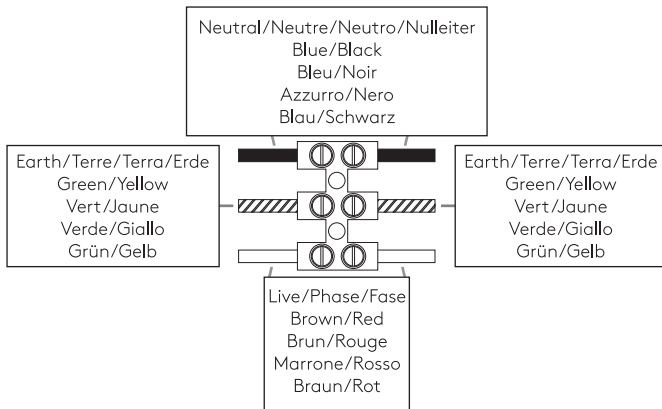 Neutral/Neutre/Neutro/Nulleiter
Blue/Black
Bleu/Noir
Azzurro/Nero
Blau/Schwarz
Earth/Terre/Terra/Erde
Green/Yellow
Vert/Jaune
Verde/Giallo
Grün/Gelb
Earth/Terre/Terra/Erde
Green/Yellow
Vert/Jaune
Verde/Giallo
Grün/Gelb
Live/Phase/Fase
Brown/Red
Brun/Rouge
Marrone/Rosso
Braun/Rot